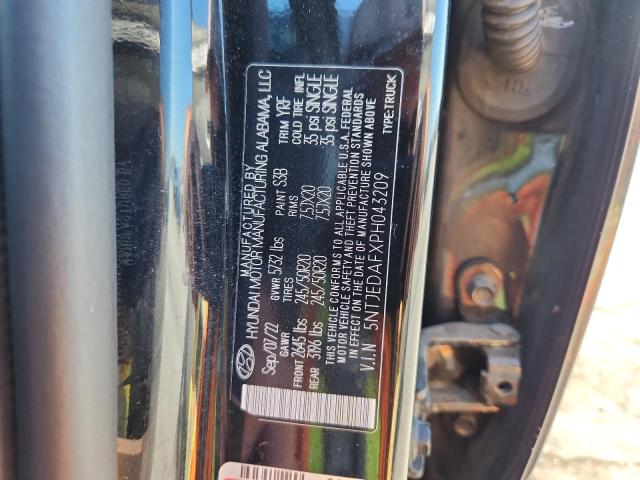 MANUFACTURED BY
HYUNDAI MOTOR MANUFACTURING ALABAMA, LLC
Sep/07/22 GVWR 5732 lbs PAINT S3B TRIM YRF
GAWR TIRES RIMS COLD TIRE INFL
FRONT 2645 lbs 245/50R20 7.5JX20 35 psi SINGLE
REAR 3196 lbs 245/50R20 7.5JX20 35 psi SINGLE
THIS VEHICLE CONFORMS TO ALL APPLICABLE U.S.A. FEDERAL
MOTOR VEHICLE SAFETY AND THEFT PREVENTION STANDARDS
IN EFFECT ON THE DATE OF MANUFACTURE SHOWN ABOVE
V.I.N 5NTJEDAFXPH043209 TYPE:TRUCK